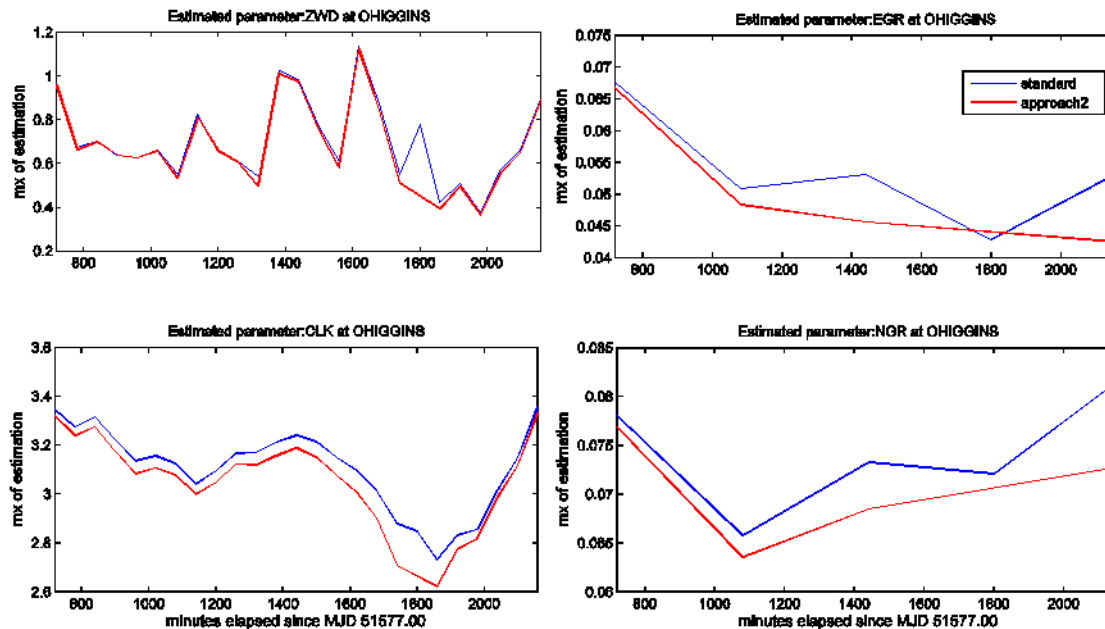 Estimated parameter:ZWD at OHIGGINS
1.2
1
0.8
0.6
0.4
0.2
mx of estimation
800 1000 1200 1400 1600 1800 2000
Estimated parameter:EGR at OHIGGINS
0.075
0.07
0.065
0.06
0.055
0.05
0.045
0.04
mx of estimation
standard
approach2
800 1000 1200 1400 1600 1800 2000
Estimated parameter:CLK at OHIGGINS
3.6
3.4
3.2
3
2.8
2.6
mx of estimation
800 1000 1200 1400 1600 1800 2000
minutes elapsed since MJD 51577.00
Estimated parameter:NGR at OHIGGINS
0.085
0.08
0.075
0.07
0.065
0.06
mx of estimation
800 1000 1200 1400 1600 1800 2000
minutes elapsed since MJD 51577.00